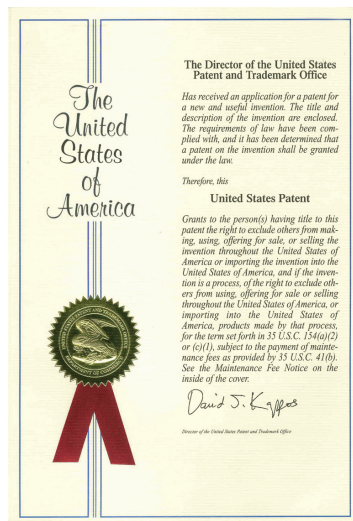 The
United
States
of
America
The Director of the United States
Patent and Trademark Office
Has received an application for a patent for
a new and useful invention. The title and
description of the invention are enclosed.
The requirements of law have been com-
plied with, and it has been determined that
a patent on the invention shall be granted
under the law.
Therefore, this
United States Patent
Grants to the person(s) having title to this
patent the right to exclude others from mak-
ing, using, offering for sale, or selling the
invention throughout the United States of
America or importing the invention into the
United States of America, and if the inven-
tion is a process, of the right to exclude oth-
ers from using, offering for sale or selling
throughout the United States of America, or
importing into the United States of
America, products made by that process,
for the term set forth in 35 U.S.C. 154(a)(2)
or (c)(1), subject to the payment of mainte-
nance fees as provided by 35 U.S.C. 41(b).
See the Maintenance Fee Notice on the
inside of the cover.
David J. Kappos
Director of the United States Patent and Trademark Office